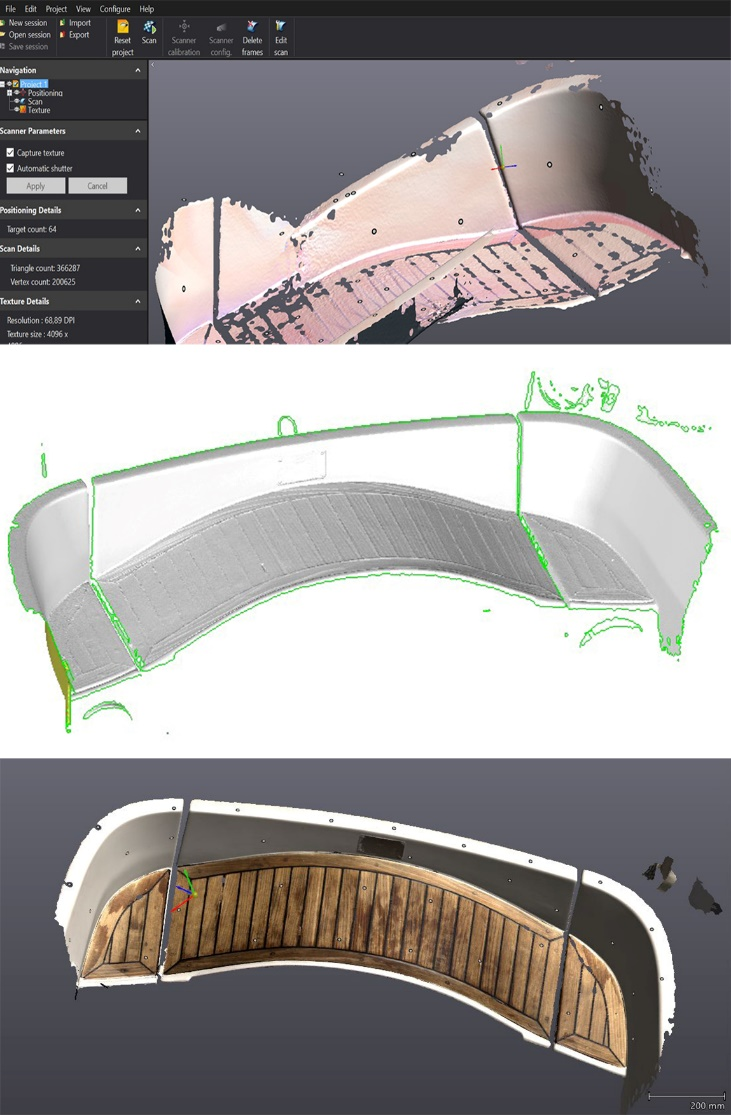 File Edit Project View Configure Help
New session Import
Open session Export
Save session
Reset project
Scan
Scanner calibration
Scanner config.
Delete frames
Edit scan
Navigation
Project 1
Positioning
Scan
Texture
Scanner Parameters
Capture texture
Automatic shutter
Apply Cancel
Positioning Details
Target count: 64
Scan Details
Triangle count: 366287
Vertex count: 200625
Texture Details
Resolution : 68,89 DPI
Texture size : 4096 x
200 mm